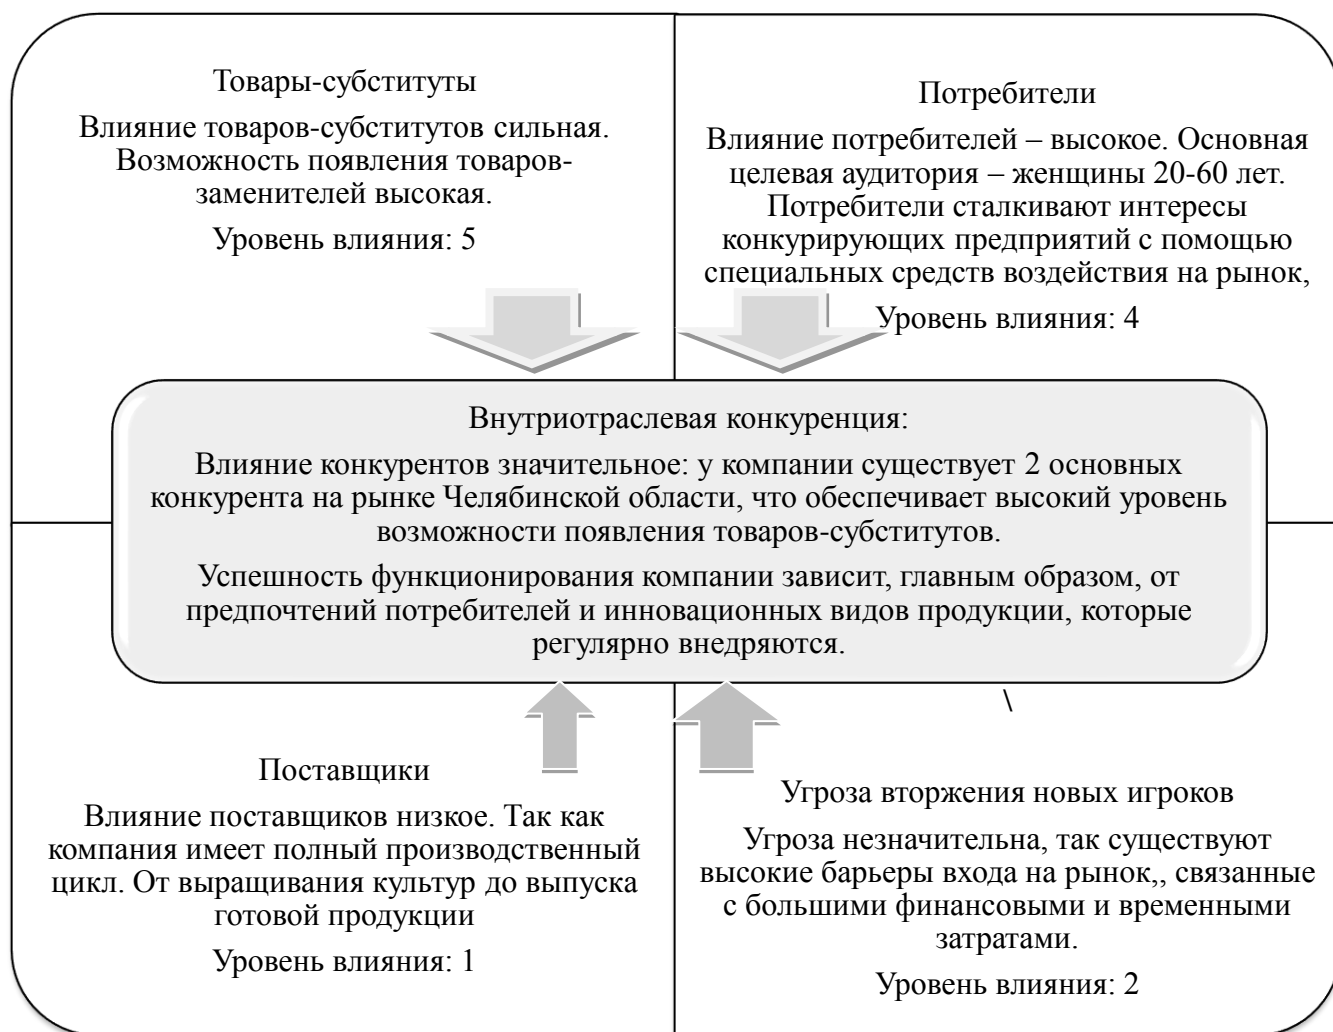 Товары-субституты
Влияние товаров-субститутов сильная.
Возможность появления товаров-
заменителей высокая.
Уровень влияния: 5
Потребители
Влияние потребителей – высокое. Основная
целевая аудитория – женщины 20-60 лет.
Потребители сталкивают интересы
конкурирующих предприятий с помощью
специальных средств воздействия на рынок,
Уровень влияния: 4
Внутриотраслевая конкуренция:
Влияние конкурентов значительное: у компании существует 2 основных
конкурента на рынке Челябинской области, что обеспечивает высокий уровень
возможности появления товаров-субститутов.
Успешность функционирования компании зависит, главным образом, от
предпочтений потребителей и инновационных видов продукции, которые
регулярно внедряются.
Поставщики
Влияние поставщиков низкое. Так как
компания имеет полный производственный
цикл. От выращивания культур до выпуска
готовой продукции
Уровень влияния: 1
\
Угроза вторжения новых игроков
Угроза незначительна, так существуют
высокие барьеры входа на рынок,, связанные
с большими финансовыми и временными
затратами.
Уровень влияния: 2